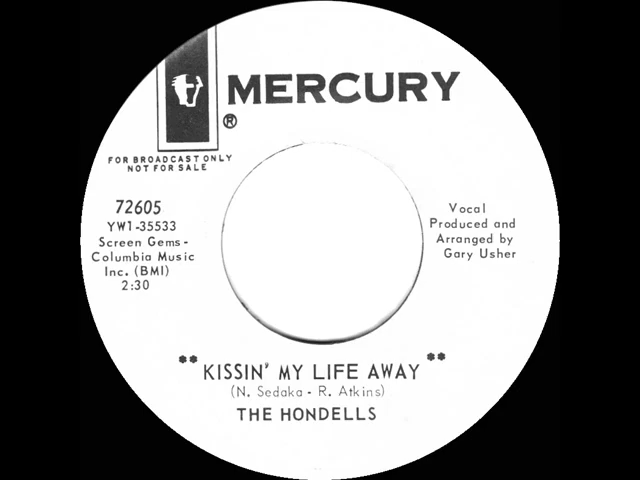 MERCURY
®
FOR BROADCAST ONLY
NOT FOR SALE
72605
YW1-35533
Screen Gems-
Columbia Music
Inc. (BMI)
2:30
Vocal
Produced and
Arranged by
Gary Usher
**KISSIN' MY LIFE AWAY**
(N. Sedaka - R. Atkins)
THE HONDELLS